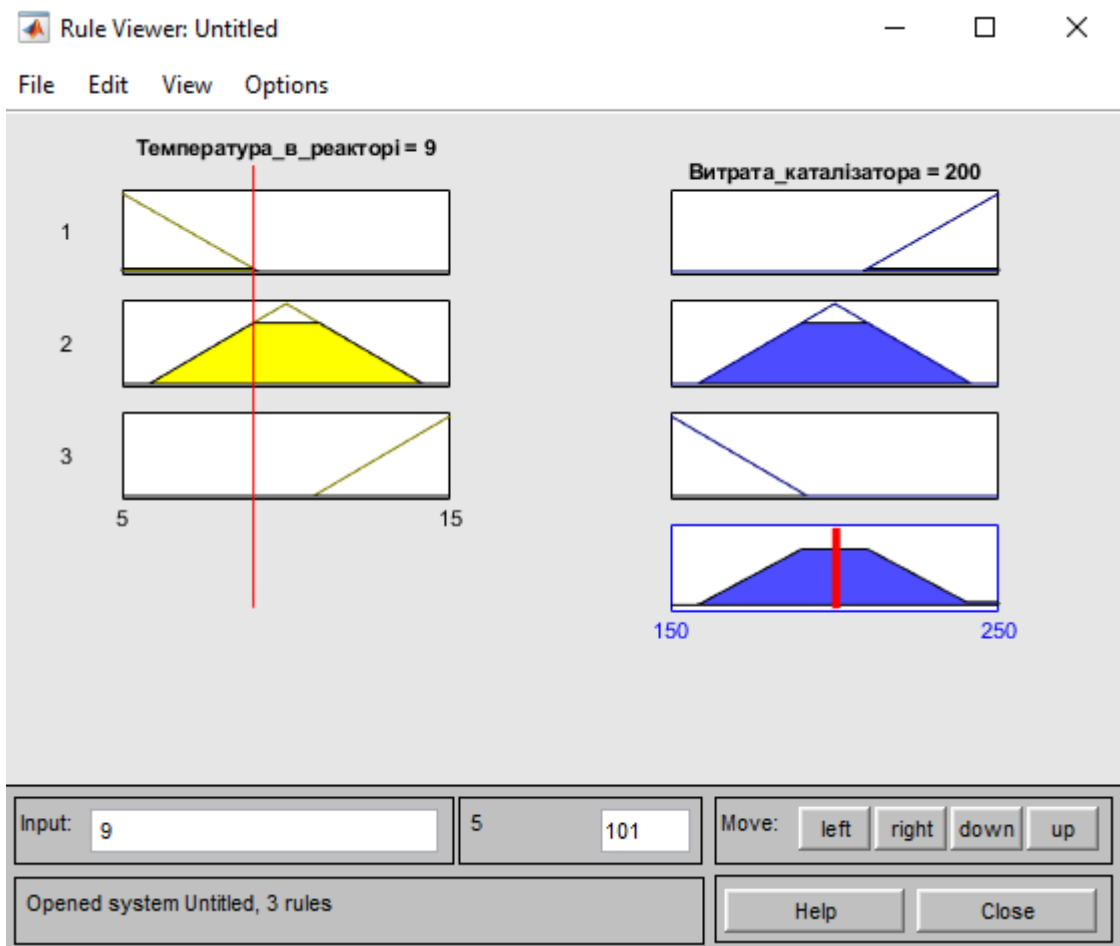 Rule Viewer: Untitled
File Edit View Options
Температура_в_реакторі = 9
Витрата_каталізатора = 200
1
2
3
5 15
150 250
Input: 9 5 101 Move: left right down up
Opened system Untitled, 3 rules Help Close